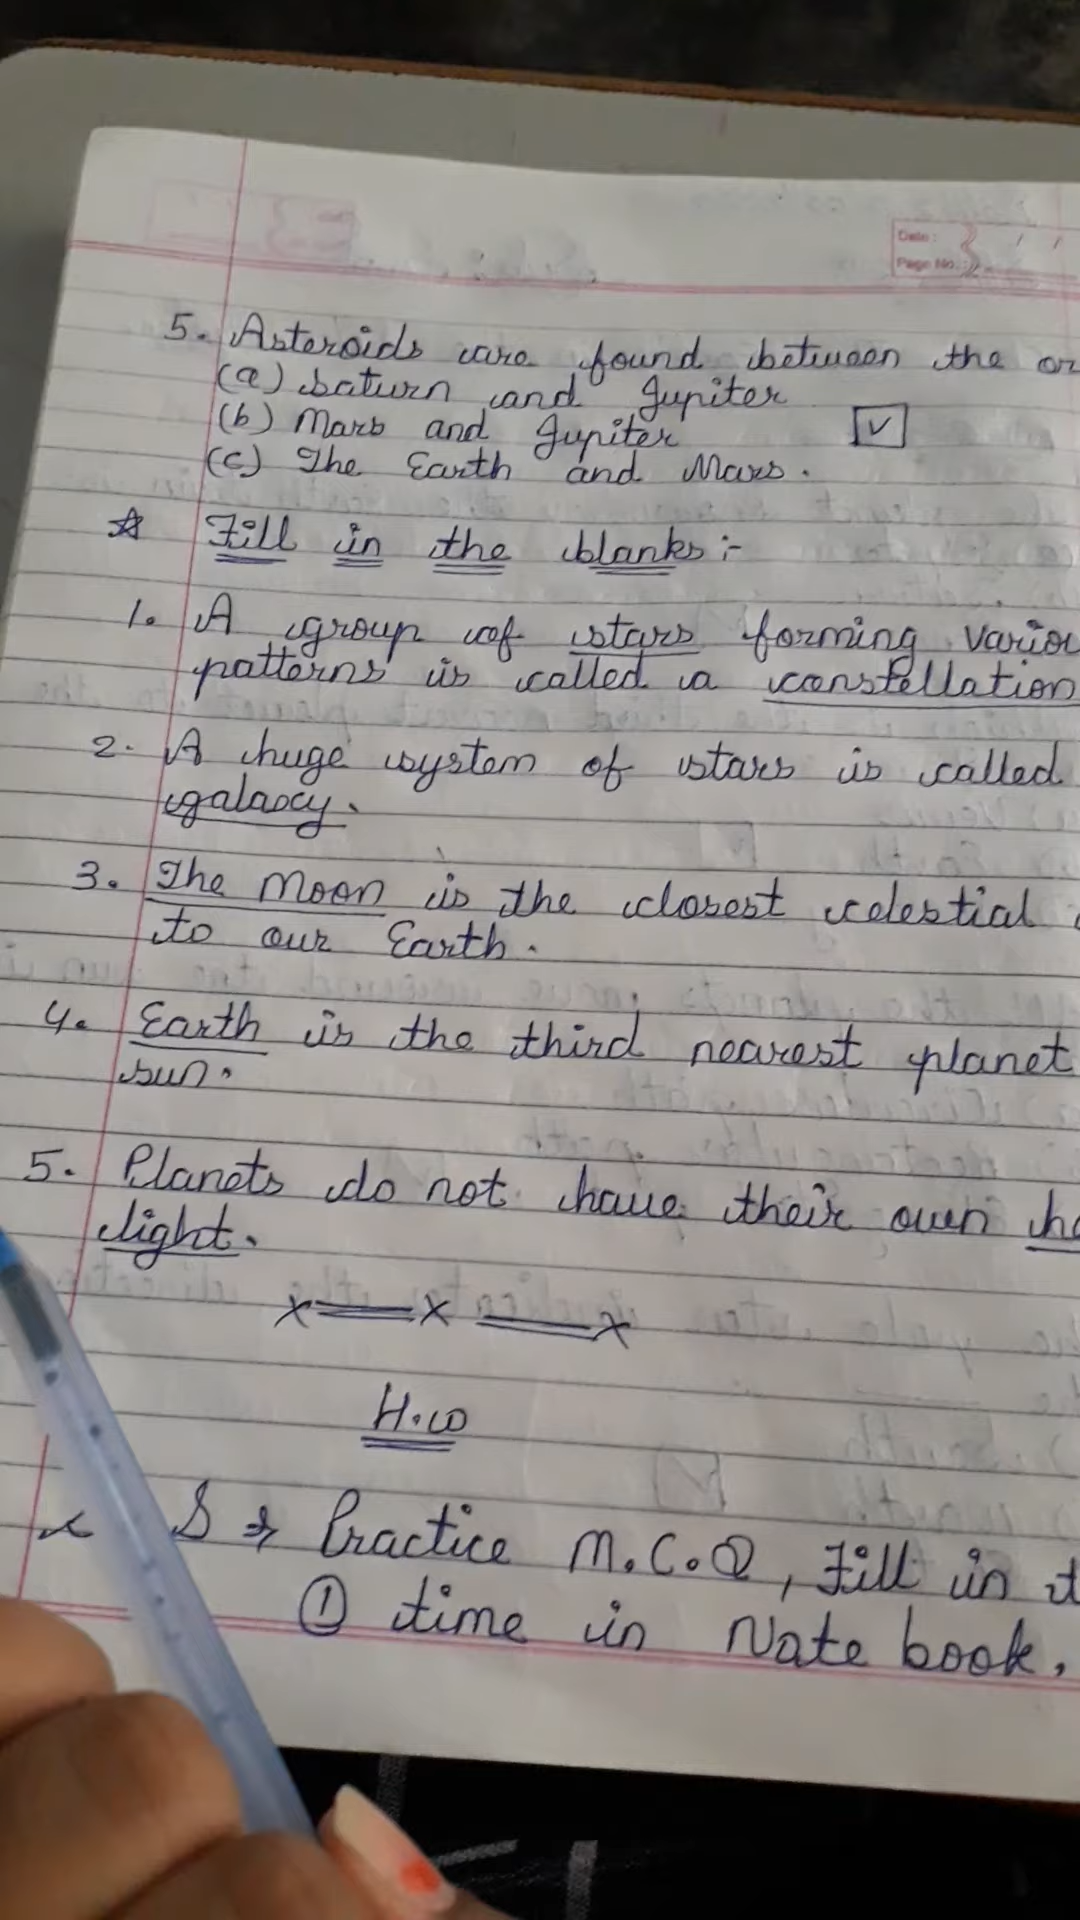 Date: / /
Page No.:
5. Asteroids are found between the or
(a) Saturn and Jupiter
(b) Mars and Jupiter
(c) The Earth and Mars.
Fill in the blanks :-
1. A group of stars forming variou
patterns is called a constellation
2. A huge system of stars is called
galaxy.
3. The Moon is the closest celestial
to our Earth.
4. Earth is the third nearest planet
sun.
5. Planets do not have their own he
light.
x x x
H.w
S → Practice M.C.Q, Fill in t
① time in Note book.